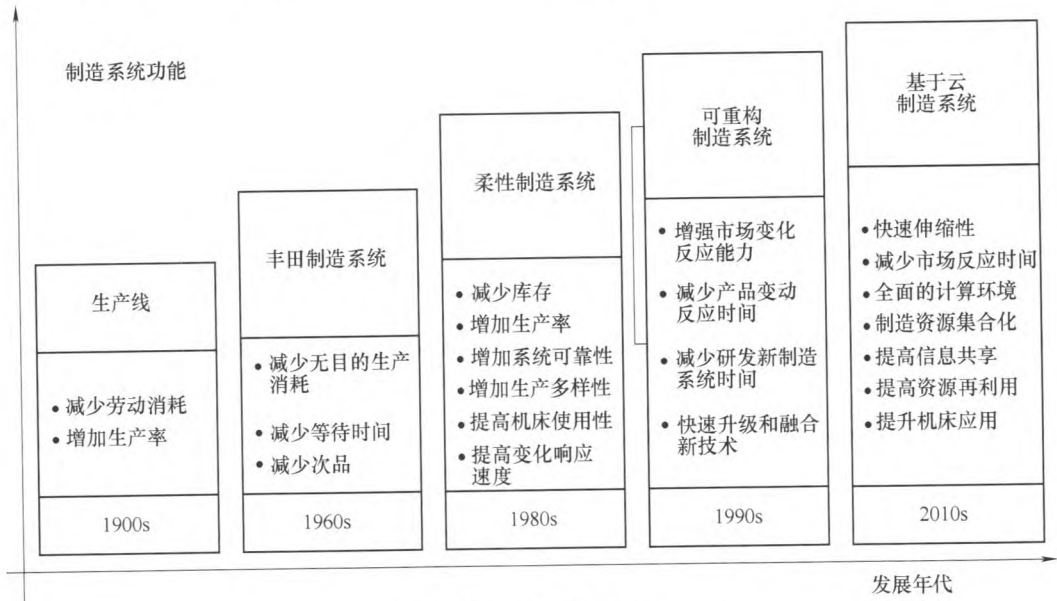 制造系统功能
生产线
• 减少劳动消耗
• 增加生产率
1900s
丰田制造系统
• 减少无目的生产
消耗
• 减少等待时间
• 减少次品
1960s
柔性制造系统
• 减少库存
• 增加生产率
• 增加系统可靠性
• 增加生产多样性
• 提高机床使用性
• 提高变化响应
速度
1980s
可重构
制造系统
• 增强市场变化
反应能力
• 减少产品变动
反应时间
• 减少研发新制造
系统时间
• 快速升级和融合
新技术
1990s
基于云
制造系统
• 快速伸缩性
• 减少市场反应时间
• 全面的计算环境
• 制造资源集合化
• 提高信息共享
• 提高资源再利用
• 提升机床应用
2010s
发展年代